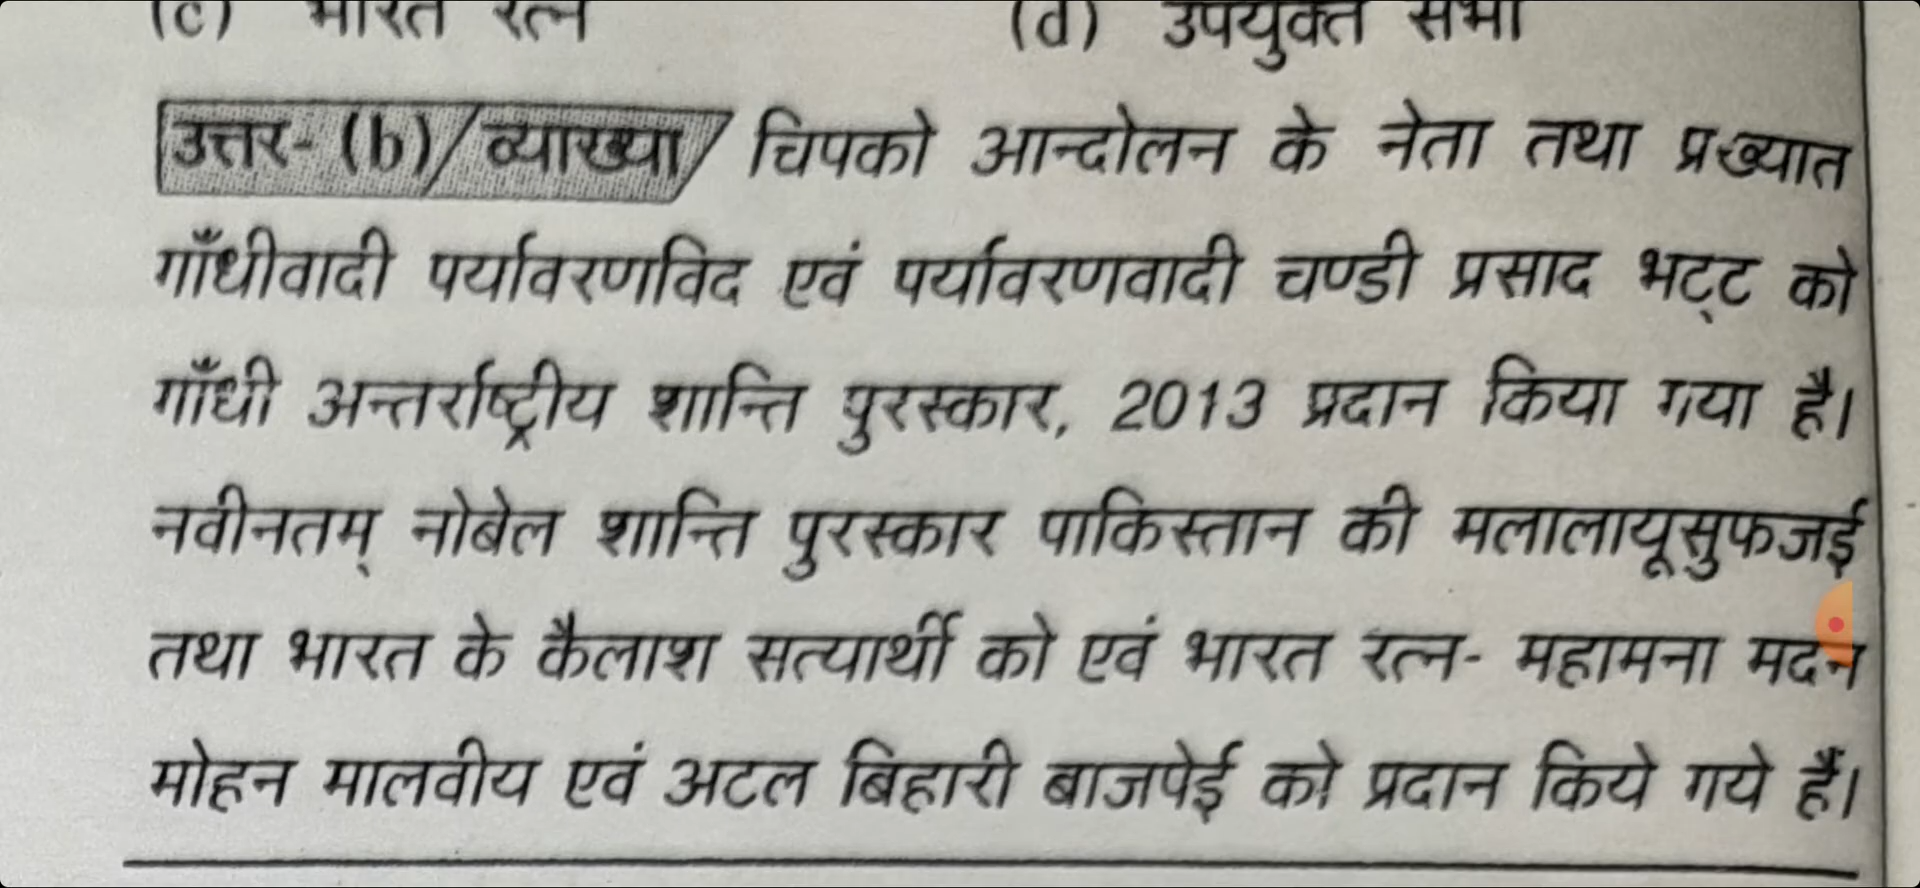 (c) भारत रत्न (d) उपर्युक्त सभी
उत्तर- (b)/व्याख्या/ चिपको आन्दोलन के नेता तथा प्रख्यात
गाँधीवादी पर्यावरणविद एवं पर्यावरणवादी चण्डी प्रसाद भट्ट को
गाँधी अन्तर्राष्ट्रीय शान्ति पुरस्कार, 2013 प्रदान किया गया है।
नवीनतम् नोबेल शान्ति पुरस्कार पाकिस्तान की मलालायूसुफजई
तथा भारत के कैलाश सत्यार्थी को एवं भारत रत्न- महामना मदन
मोहन मालवीय एवं अटल बिहारी बाजपेई को प्रदान किये गये हैं।